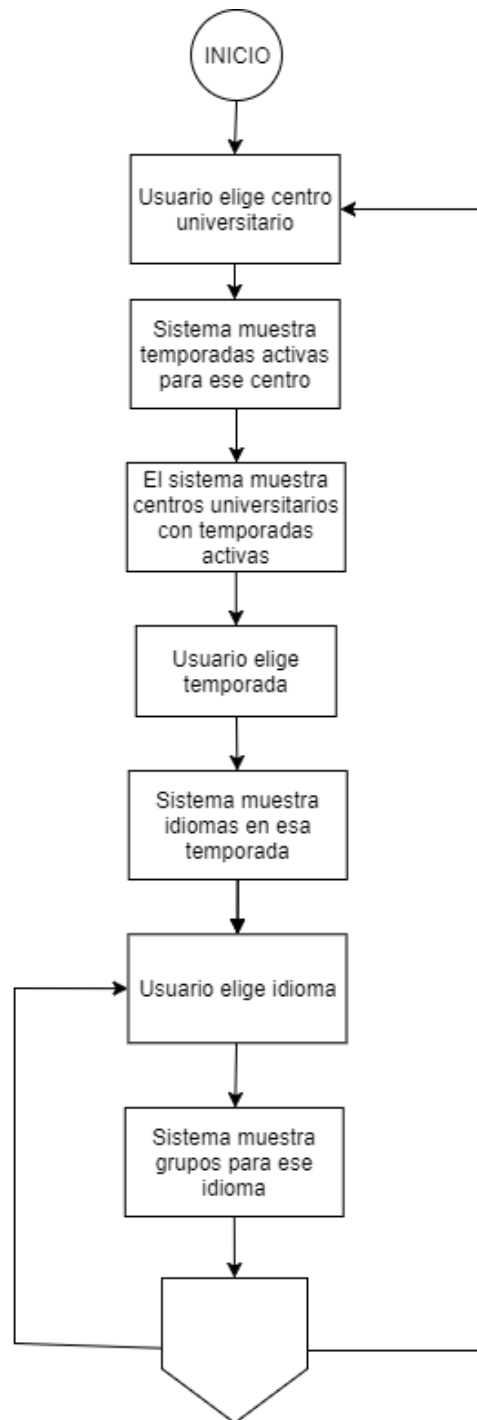 INICIO
Usuario elige centro
universitario
Sistema muestra
temporadas activas
para ese centro
El sistema muestra
centros universitarios
con temporadas
activas
Usuario elige
temporada
Sistema muestra
idiomas en esa
temporada
Usuario elige idioma
Sistema muestra
grupos para ese
idioma